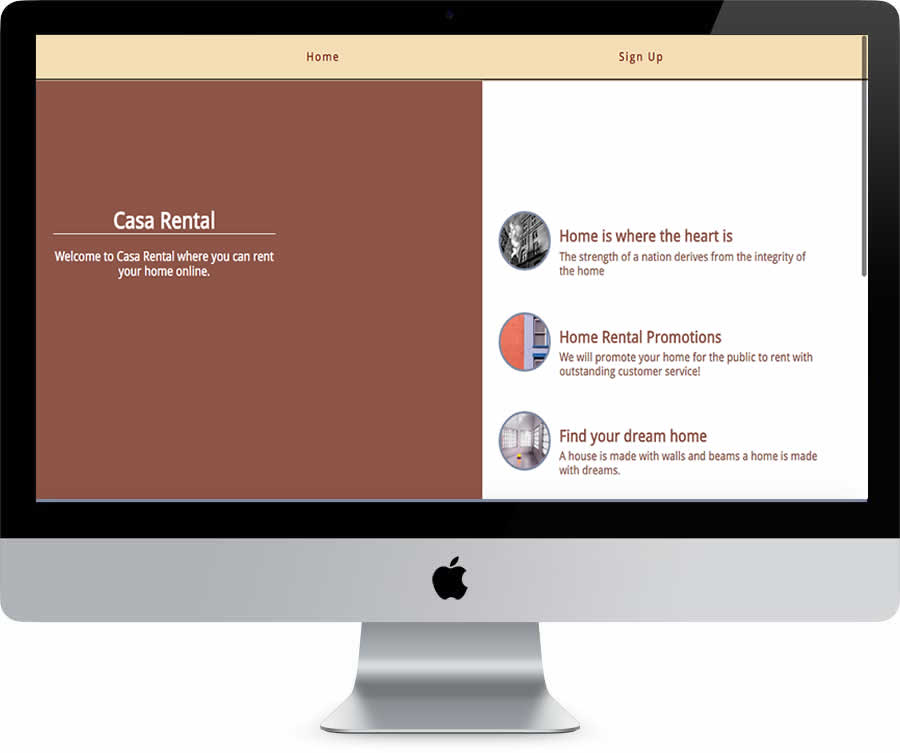 Home
Sign Up
Casa Rental
Welcome to Casa Rental where you can rent
your home online.
Home is where the heart is
The strength of a nation derives from the integrity of
the home
Home Rental Promotions
We will promote your home for the public to rent with
outstanding customer service!
Find your dream home
A house is made with walls and beams a home is made
with dreams.